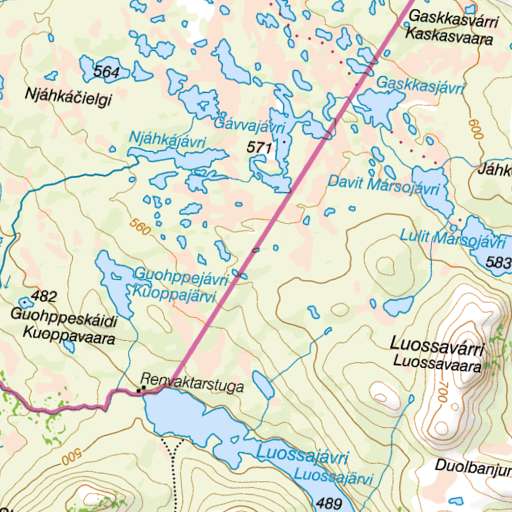 Gaskkasvárri
Kaskasvaara
564
Gaskkasjávri
Njáhkáčielgi
Gávvajávri
600
Njáhkájávri
571
Jáhk
Davit Mársojávri
560
Lulit Mársojávri
583
Guohppejávri
Kuoppajärvi
482
Guohppeskáidi
Kuoppavaara
Luossavárri
Luossavaara
Renvaktarstuga
700
500
Luossajávri
Luossajärvi
Duolbanjun
489